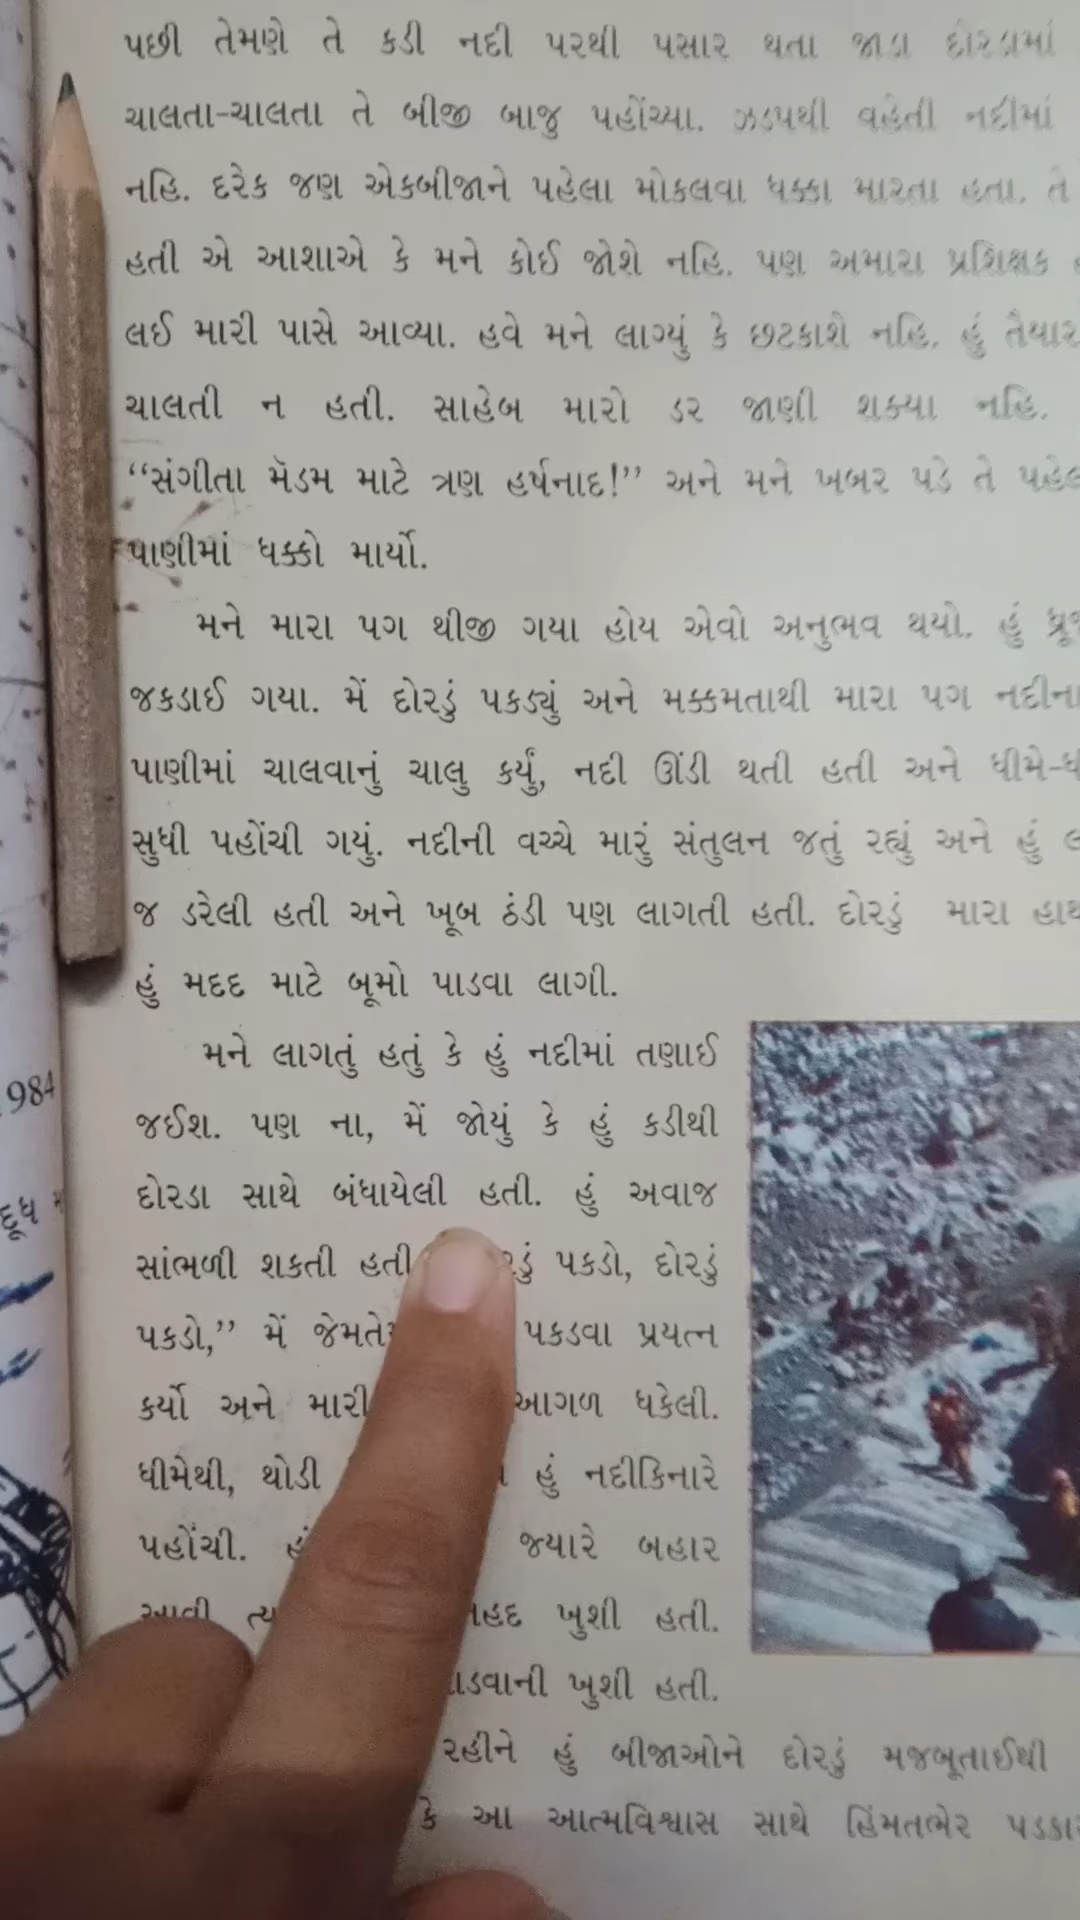 પછી તેમણે તે કડી નદી પરથી પસાર થતા જાડા દોરડામાં
ચાલતા-ચાલતા તે બીજી બાજુ પહોંચ્યા. ઝડપથી વહેતી નદીમાં
નહિ. દરેક જણ એકબીજાને પહેલા મોકલવા ધક્કા મારતા હતા. તે
હતી એ આશાએ કે મને કોઈ જોશે નહિ. પણ અમારા પ્રશિક્ષક
લઈ મારી પાસે આવ્યા. હવે મને લાગ્યું કે છટકાશે નહિ. હું તૈયાર
ચાલતી ન હતી. સાહેબ મારો ડર જાણી શક્યા નહિ.
“સંગીતા મૅડમ માટે ત્રણ હર્ષનાદ!” અને મને ખબર પડે તે
પાણીમાં ધક્કો માર્યો.
મને મારા પગ થીજી ગયા હોય એવો અનુભવ થયો. હું
જકડાઈ ગયા. મેં દોરડું પકડ્યું અને મક્કમતાથી મારા પગ નદીના
પાણીમાં ચાલવાનું ચાલુ કર્યું, નદી ઊંડી થતી હતી અને
સુધી પહોંચી ગયું. નદીની વચ્ચે મારું સંતુલન જતું રહ્યું અને હું
જ ડરેલી હતી અને ખૂબ ઠંડી પણ લાગતી હતી. દોરડું મારા
હું મદદ માટે બૂમો પાડવા લાગી.
મને લાગતું હતું કે હું નદીમાં તણાઈ
જઈશ. પણ ના, મેં જોયું કે હું કડીથી
દોરડા સાથે બંધાયેલી હતી. હું અવાજ
સાંભળી શકતી હતી પકડો, દોરડું
પકડો,” મેં પકડવા પ્રયત્ન
કર્યો અને મારી આગળ ધકેલી.
ધીમેથી, થોડી હું નદીકિનારે
પહોંચી. જ્યારે બહાર
આવી ખુશી હતી.
ખુશી હતી.
રહીને હું બીજાઓને દોરડું મજબૂતાઈથી
કે આ આત્મવિશ્વાસ સાથે હિંમતભેર
1984
દૂધ